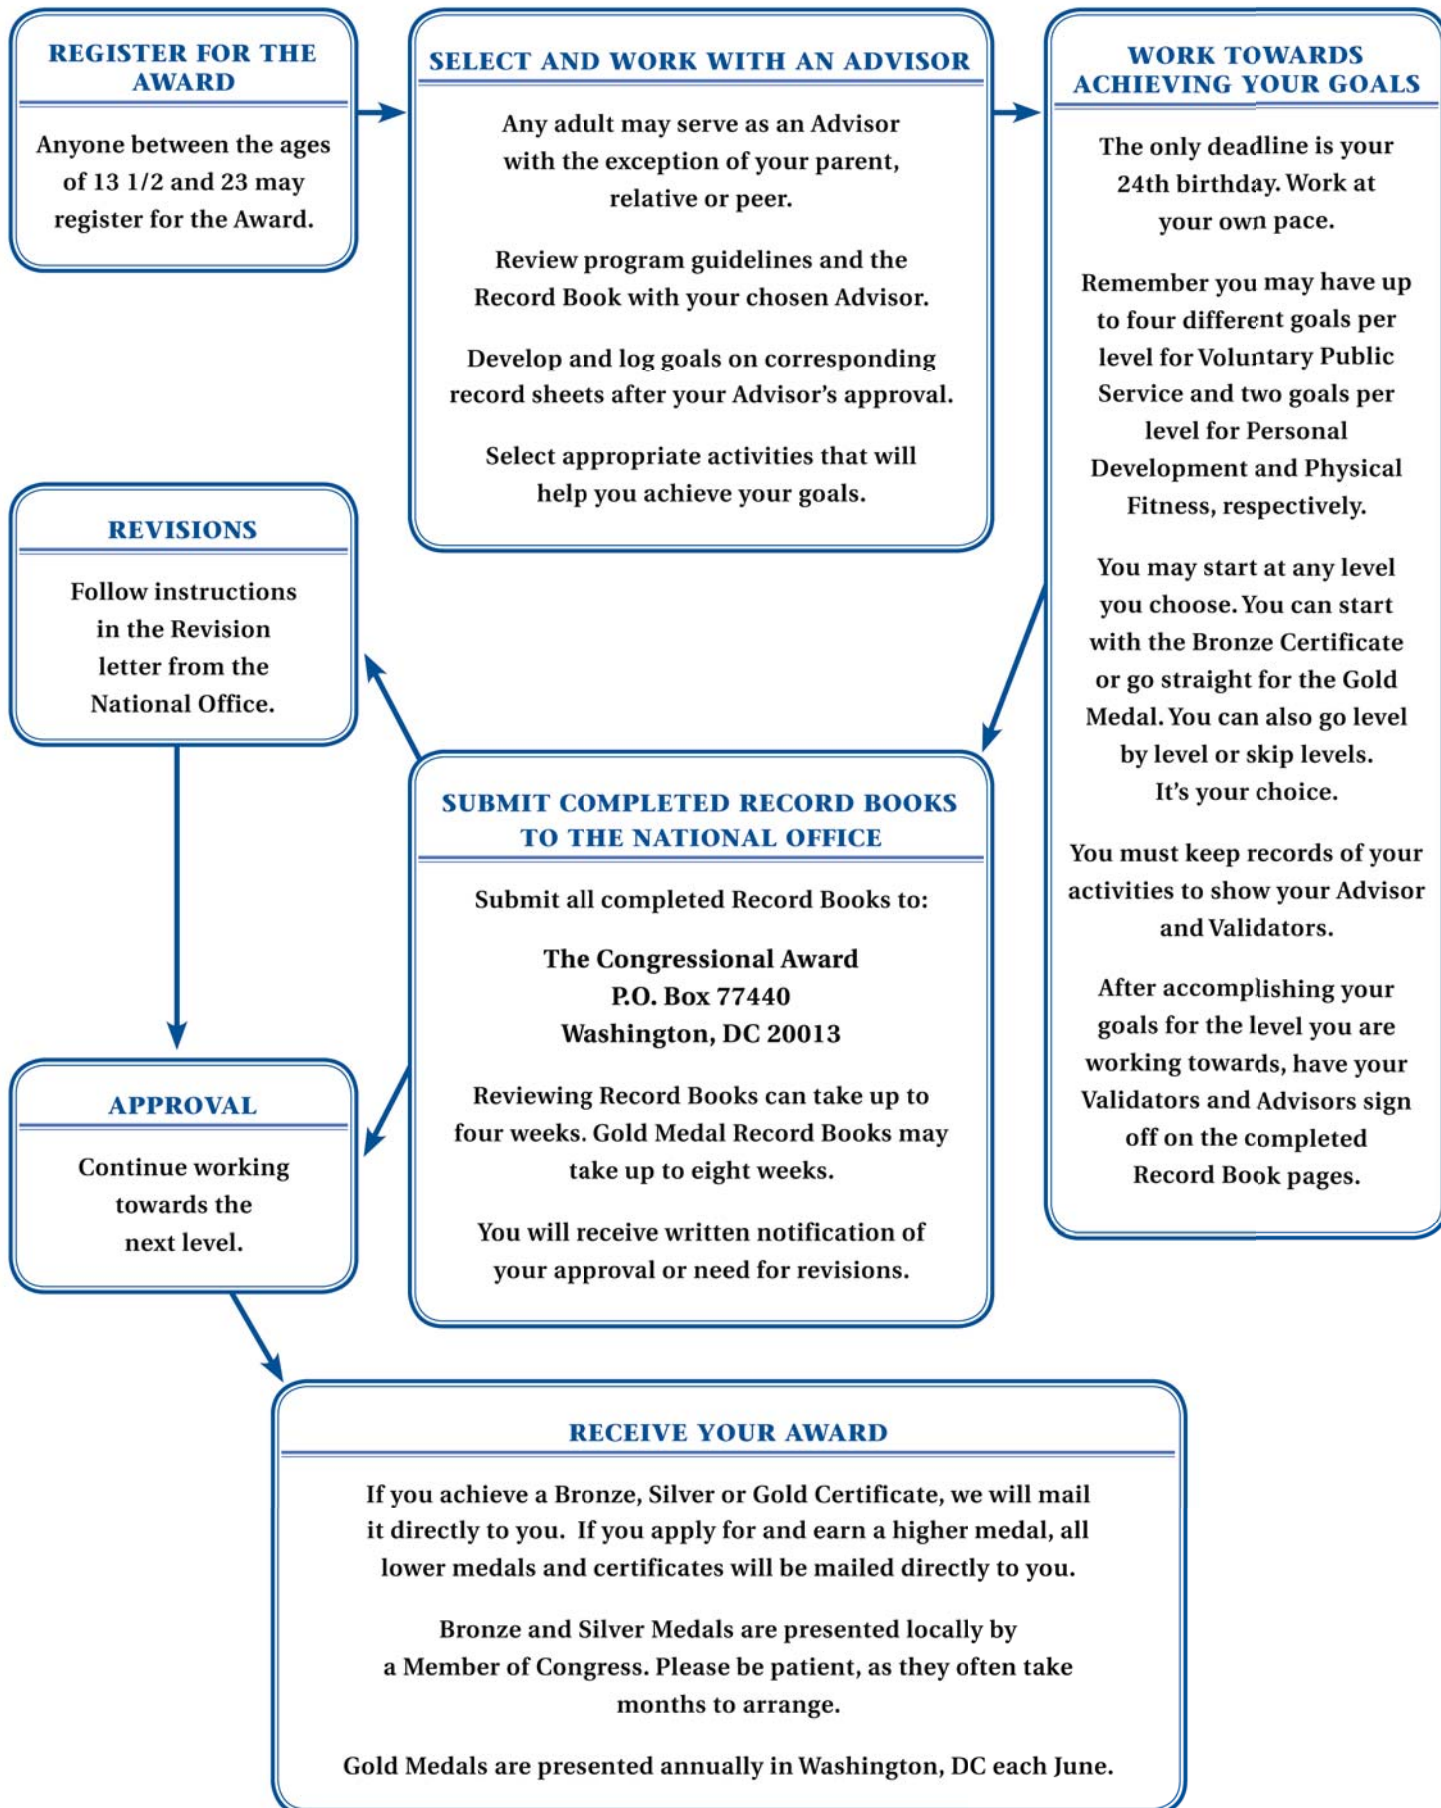 REGISTER FOR THE
AWARD
Anyone between the ages
of 13 1/2 and 23 may
register for the Award.
SELECT AND WORK WITH AN ADVISOR
Any adult may serve as an Advisor
with the exception of your parent,
relative or peer.
Review program guidelines and the
Record Book with your chosen Advisor.
Develop and log goals on corresponding
record sheets after your Advisor’s approval.
Select appropriate activities that will
help you achieve your goals.
WORK TOWARDS
ACHIEVING YOUR GOALS
The only deadline is your
24th birthday. Work at
your own pace.
Remember you may have up
to four different goals per
level for Voluntary Public
Service and two goals per
level for Personal
Development and Physical
Fitness, respectively.
You may start at any level
you choose. You can start
with the Bronze Certificate
or go straight for the Gold
Medal. You can also go level
by level or skip levels.
It’s your choice.
You must keep records of your
activities to show your Advisor
and Validators.
After accomplishing your
goals for the level you are
working towards, have your
Validators and Advisors sign
off on the completed
Record Book pages.
SUBMIT COMPLETED RECORD BOOKS
TO THE NATIONAL OFFICE
Submit all completed Record Books to:
The Congressional Award
P.O. Box 77440
Washington, DC 20013
Reviewing Record Books can take up to
four weeks. Gold Medal Record Books may
take up to eight weeks.
You will receive written notification of
your approval or need for revisions.
REVISIONS
Follow instructions
in the Revision
letter from the
National Office.
APPROVAL
Continue working
towards the
next level.
RECEIVE YOUR AWARD
If you achieve a Bronze, Silver or Gold Certificate, we will mail
it directly to you. If you apply for and earn a higher medal, all
lower medals and certificates will be mailed directly to you.
Bronze and Silver Medals are presented locally by
a Member of Congress. Please be patient, as they often take
months to arrange.
Gold Medals are presented annually in Washington, DC each June.